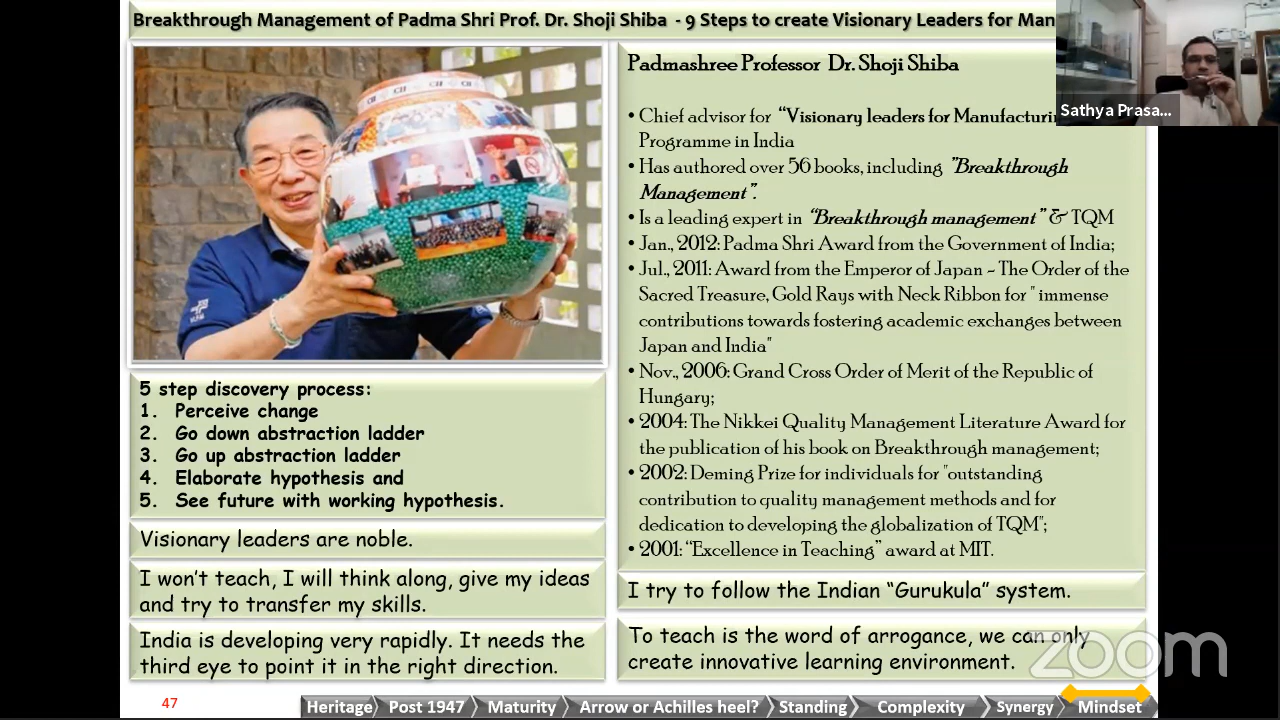 Breakthrough Management of Padma Shri Prof. Dr. Shoji Shiba - 9 Steps to create Visionary Leaders for Man
Sathya Prasa...
5 step discovery process:
1. Perceive change
2. Go down abstraction ladder
3. Go up abstraction ladder
4. Elaborate hypothesis and
5. See future with working hypothesis.
Visionary leaders are noble.
I won't teach, I will think along, give my ideas
and try to transfer my skills.
India is developing very rapidly. It needs the
third eye to point it in the right direction.
Padmashree Professor Dr. Shoji Shiba
• Chief advisor for “Visionary leaders for Manufacturin
Programme in India
• Has authored over 56 books, including ”Breakthrough
Management”.
• Is a leading expert in “Breakthrough management” & TQM
• Jan., 2012: Padma Shri Award from the Government of India;
• Jul., 2011: Award from the Emperor of Japan - The Order of the
Sacred Treasure, Gold Rays with Neck Ribbon for " immense
contributions towards fostering academic exchanges between
Japan and India"
• Nov., 2006: Grand Cross Order of Merit of the Republic of
Hungary;
• 2004: The Nikkei Quality Management Literature Award for
the publication of his book on Breakthrough management;
• 2002: Deming Prize for individuals for "outstanding
contribution to quality management methods and for
dedication to developing the globalization of TQM";
• 2001: “Excellence in Teaching” award at MIT.
I try to follow the Indian “Gurukula” system.
To teach is the word of arrogance, we can only
create innovative learning environment.
zoom
47
Heritage Post 1947 Maturity Arrow or Achilles heel? Standing Complexity Synergy Mindset